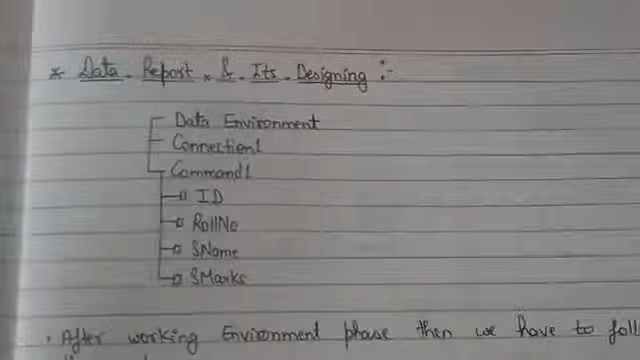 * Data Report & Its Designing :-
Data Environment
Connection1
Command1
ID
RollNo
SName
SMarks
. After working Environment phase then we have to foll